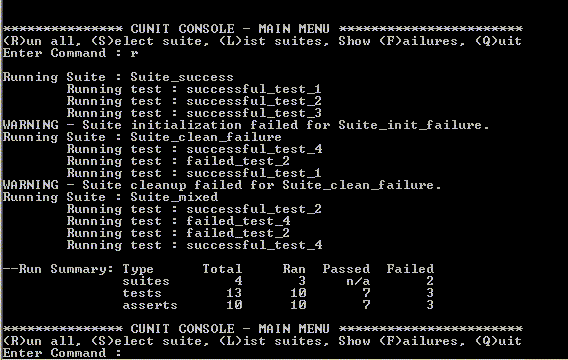 *************** CUNIT CONSOLE - MAIN MENU ***********************
(R)un all, (S)elect suite, (L)ist suites, Show (F)ailures, (Q)uit
Enter Command : r
Running Suite : Suite_success
Running test : successful_test_1
Running test : successful_test_2
Running test : successful_test_3
WARNING - Suite initialization failed for Suite_init_failure.
Running Suite : Suite_clean_failure
Running test : successful_test_4
Running test : failed_test_2
Running test : successful_test_1
WARNING - Suite cleanup failed for Suite_clean_failure.
Running Suite : Suite_mixed
Running test : successful_test_2
Running test : failed_test_4
Running test : failed_test_2
Running test : successful_test_4
--Run Summary: Type Total Ran Passed Failed
suites 4 3 n/a 2
tests 13 10 7 3
asserts 10 10 7 3
*************** CUNIT CONSOLE - MAIN MENU ***********************
(R)un all, (S)elect suite, (L)ist suites, Show (F)ailures, (Q)uit
Enter Command :